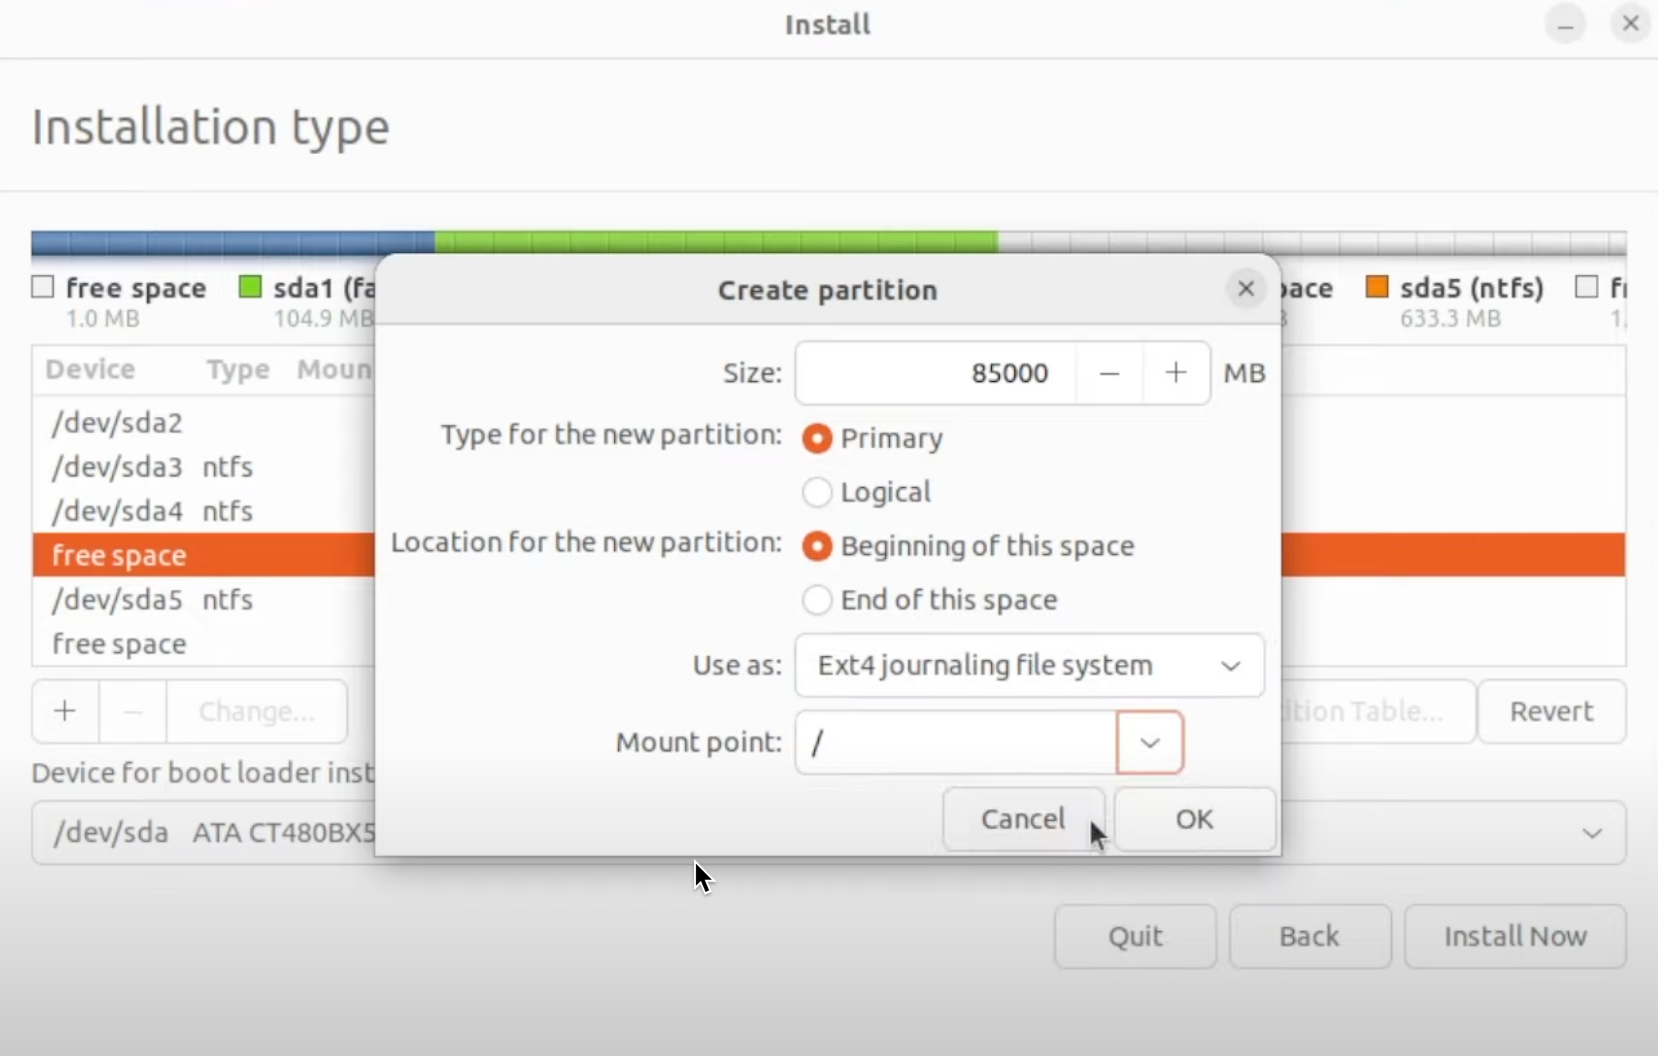 Install
Installation type
free space sda1 (fa
1.0 MB 104.9 MB
Create partition
pace sda5 (ntfs)
633.3 MB
Device Type Moun
/dev/sda2
/dev/sda3 ntfs
/dev/sda4 ntfs
free space
/dev/sda5 ntfs
free space
+ − Change...
ition Table... Revert
Size: 85000 − + MB
Type for the new partition: Primary
Logical
Location for the new partition: Beginning of this space
End of this space
Use as: Ext4 journaling file system
Mount point: /
Cancel OK
Device for boot loader inst
/dev/sda ATA CT480BX5
Quit Back Install Now